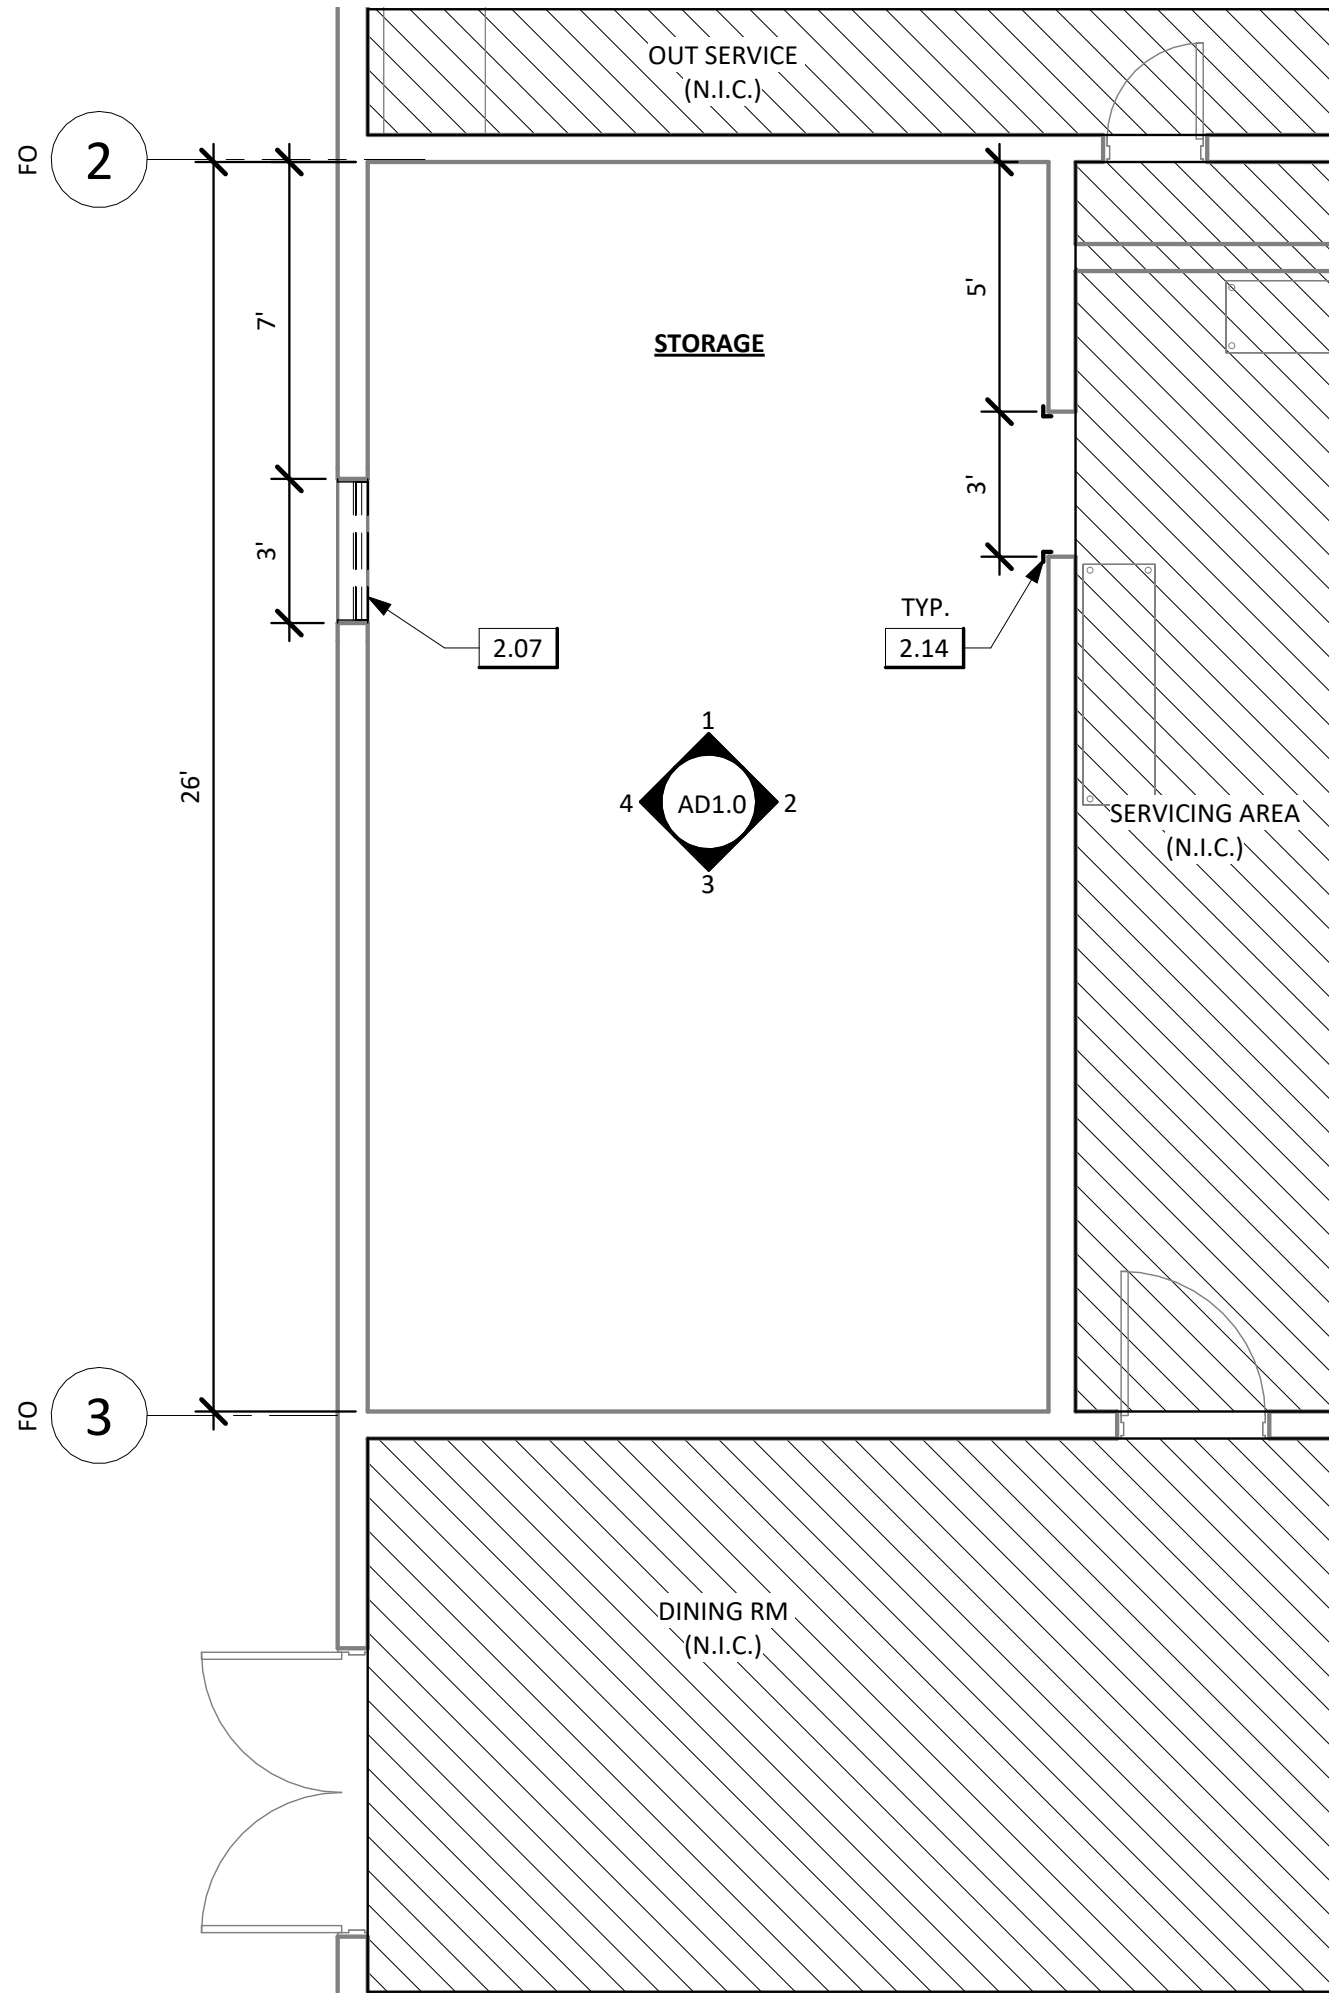 OUT SERVICE
(N.I.C.)
FO
2
5'
7'
STORAGE
3'
3'
TYP.
2.07
2.14
1
26'
4
AD1.0
2
SERVICING AREA
(N.I.C.)
3
FO
3
DINING RM
(N.I.C.)